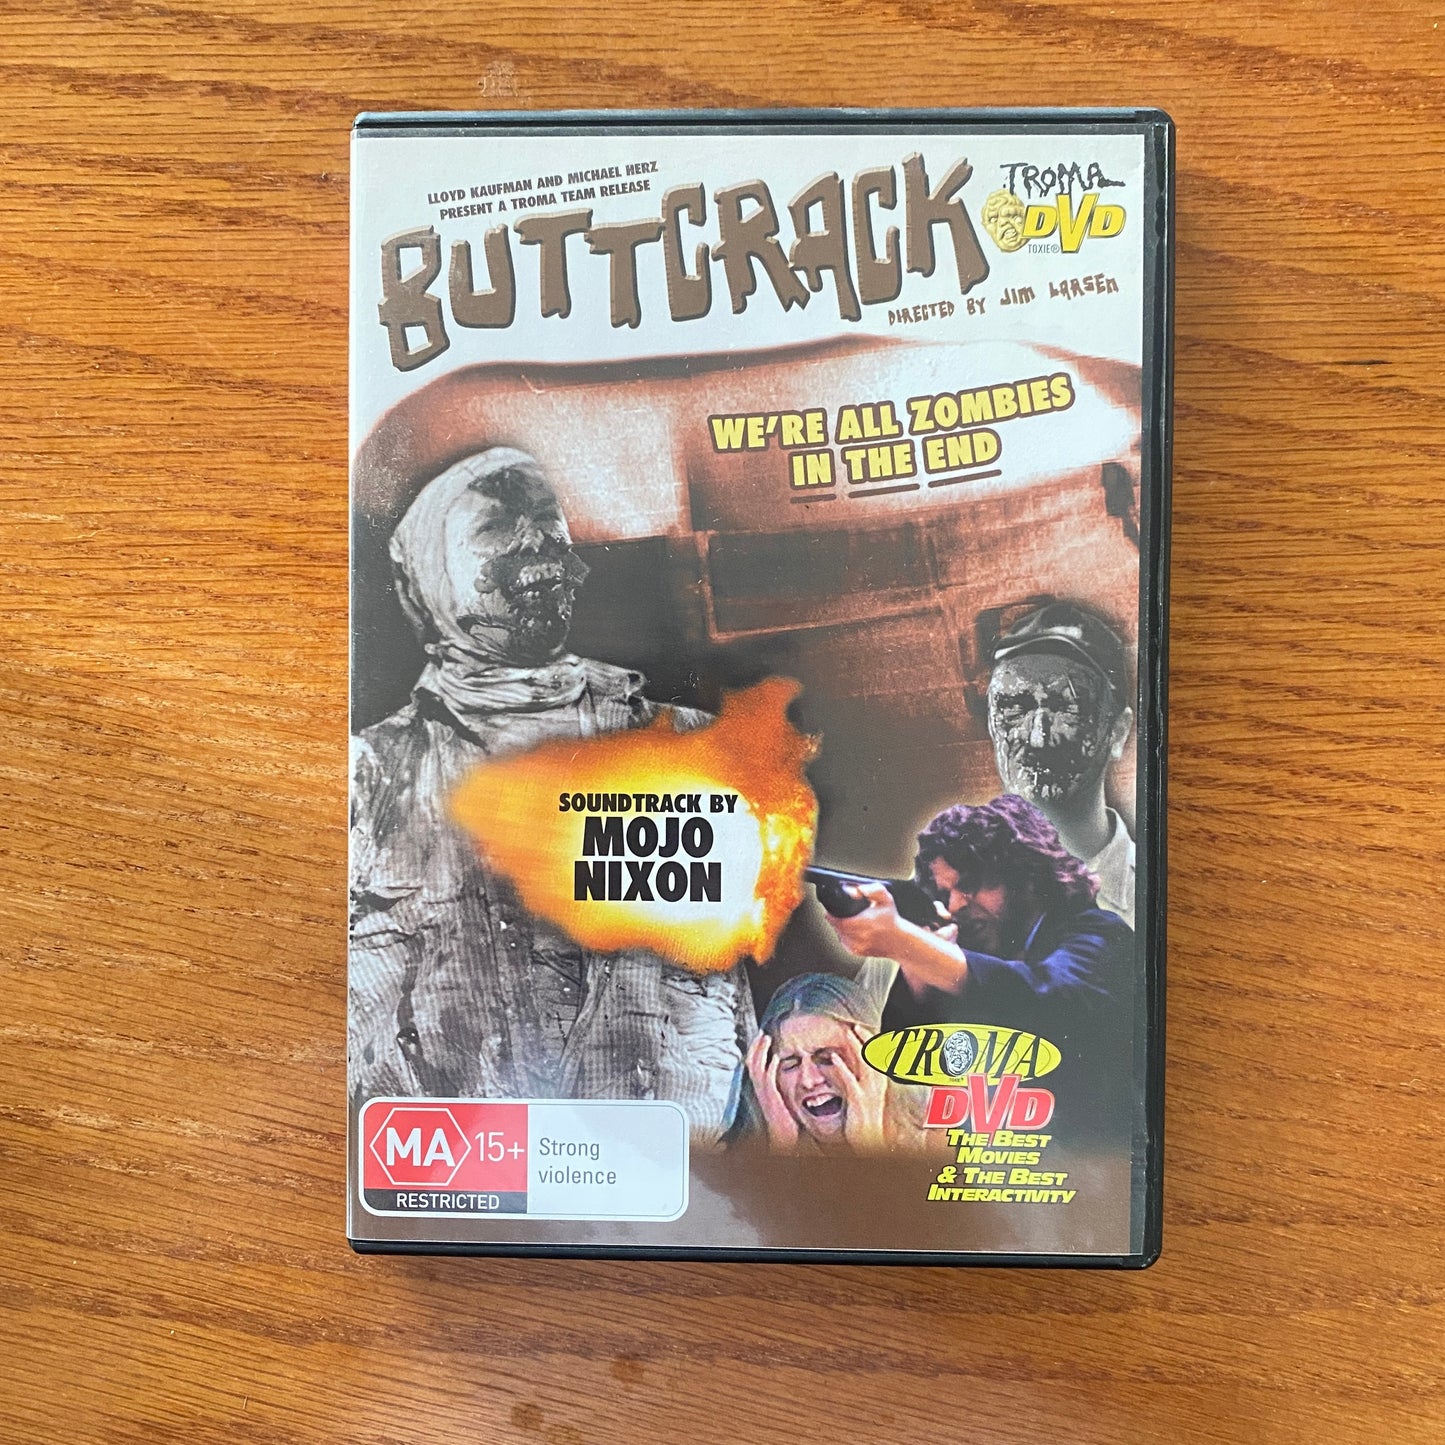 LLOYD KAUFMAN AND MICHAEL HERZ
PRESENT A TROMA TEAM RELEASE
BUTTCRACK
TROMA
DVD
TOXIE®
DIRECTED BY JIM LARSEN
WE'RE ALL ZOMBIES
IN THE END
SOUNDTRACK BY
MOJO
NIXON
TROMA
DVD
THE BEST
MOVIES
& THE BEST
INTERACTIVITY
MA 15+
RESTRICTED
Strong
violence